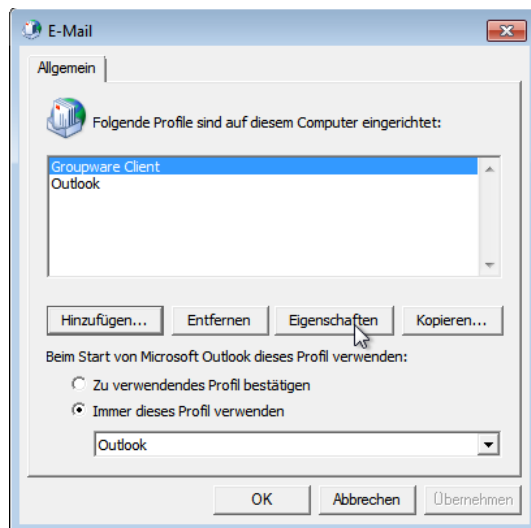 E-Mail
Allgemein
Folgende Profile sind auf diesem Computer eingerichtet:
Groupware Client
Outlook
Hinzufügen... Entfernen Eigenschaften Kopieren...
Beim Start von Microsoft Outlook dieses Profil verwenden:
Zu verwendendes Profil bestätigen
Immer dieses Profil verwenden
Outlook
OK Abbrechen Übernehmen